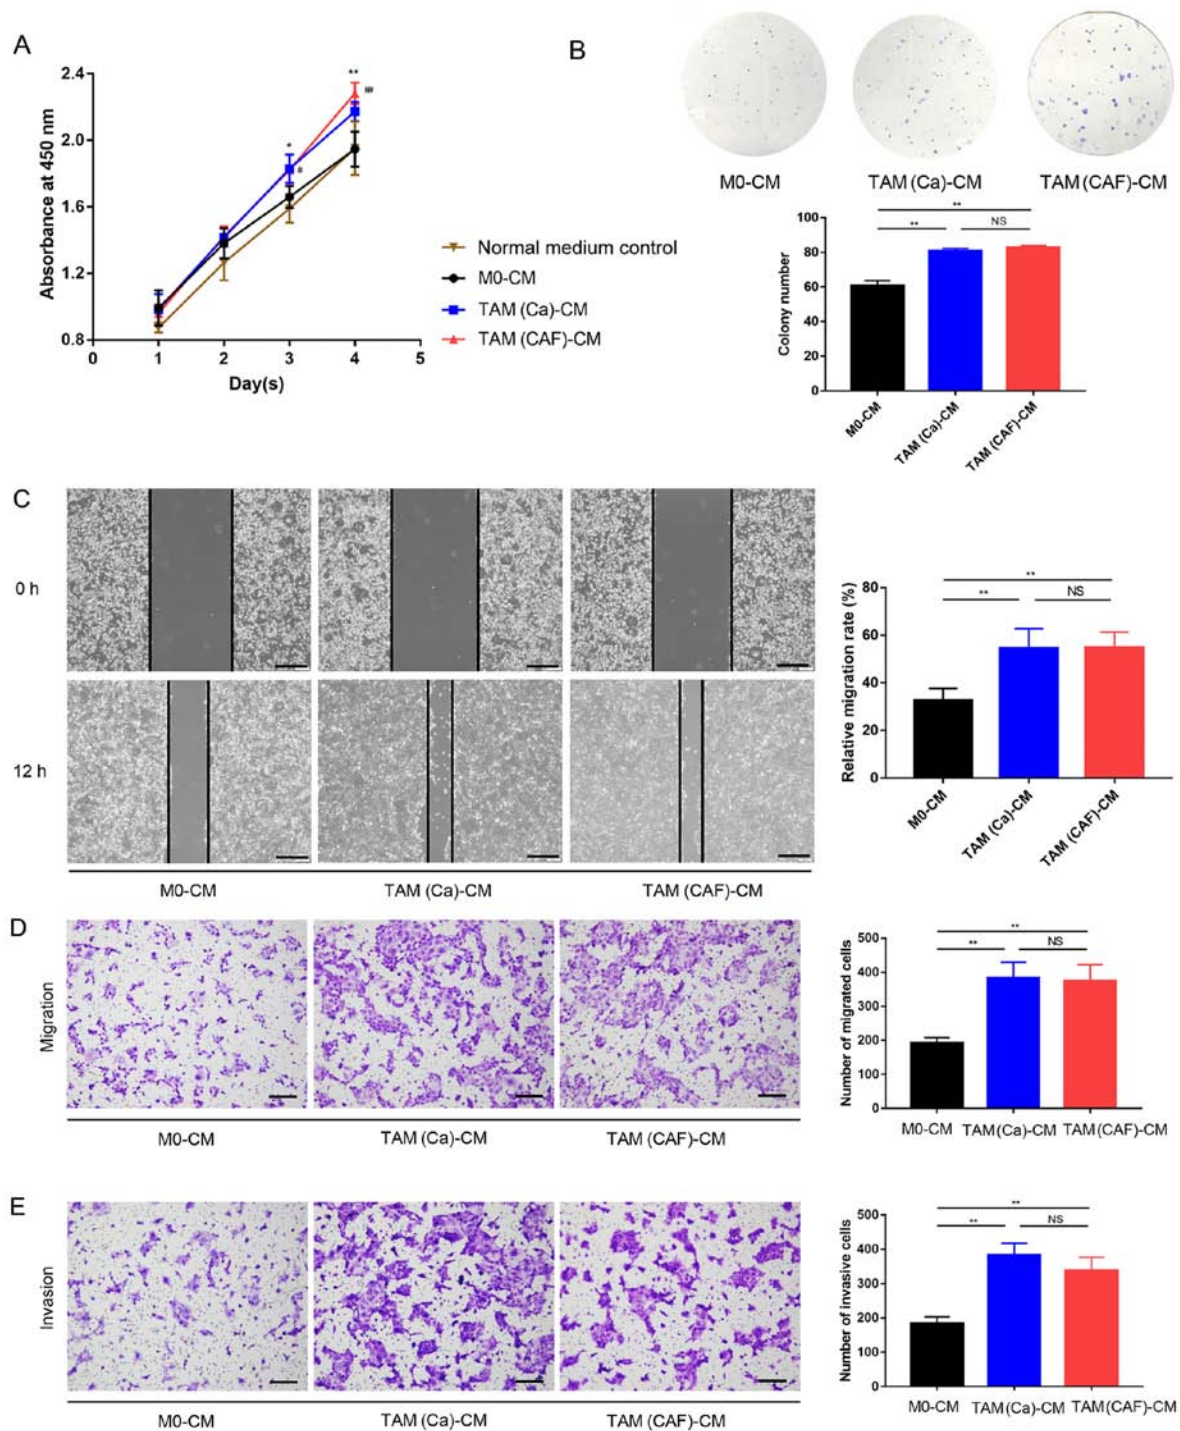 A
2.4
2.0
1.6
1.2
0.8
0
1
2
3
4
5
Absorbance at 450 nm
Day(s)
*
#
**
##
Normal medium control
M0-CM
TAM (Ca)-CM
TAM (CAF)-CM
B
M0-CM
TAM (Ca)-CM
TAM (CAF)-CM
**
** NS
100
80
60
40
20
0
Colony number
M0-CM
TAM (Ca)-CM
TAM (CAF)-CM
C
0 h
12 h
M0-CM
TAM (Ca)-CM
TAM (CAF)-CM
**
** NS
80
60
40
20
0
Relative migration rate (%)
M0-CM
TAM (Ca)-CM
TAM (CAF)-CM
D
Migration
M0-CM
TAM (Ca)-CM
TAM (CAF)-CM
**
** NS
500
400
300
200
100
0
Number of migrated cells
M0-CM
TAM (Ca)-CM
TAM (CAF)-CM
E
Invasion
M0-CM
TAM (Ca)-CM
TAM (CAF)-CM
**
** NS
500
400
300
200
100
0
Number of invasive cells
M0-CM
TAM (Ca)-CM
TAM (CAF)-CM